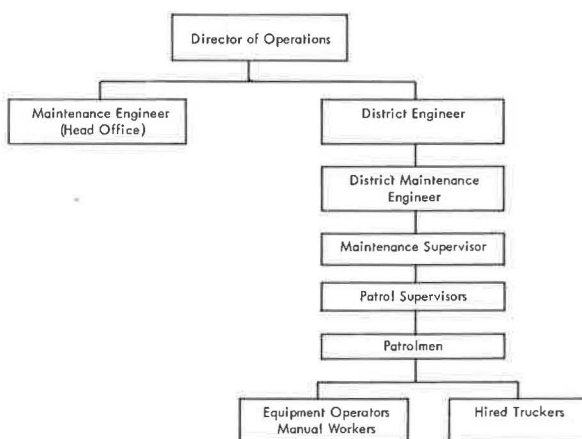 Director of Operations
Maintenance Engineer
(Head Office)
District Engineer
District Maintenance
Engineer
Maintenance Supervisor
Patrol Supervisors
Patrolmen
Equipment Operators
Manual Workers
Hired Truckers